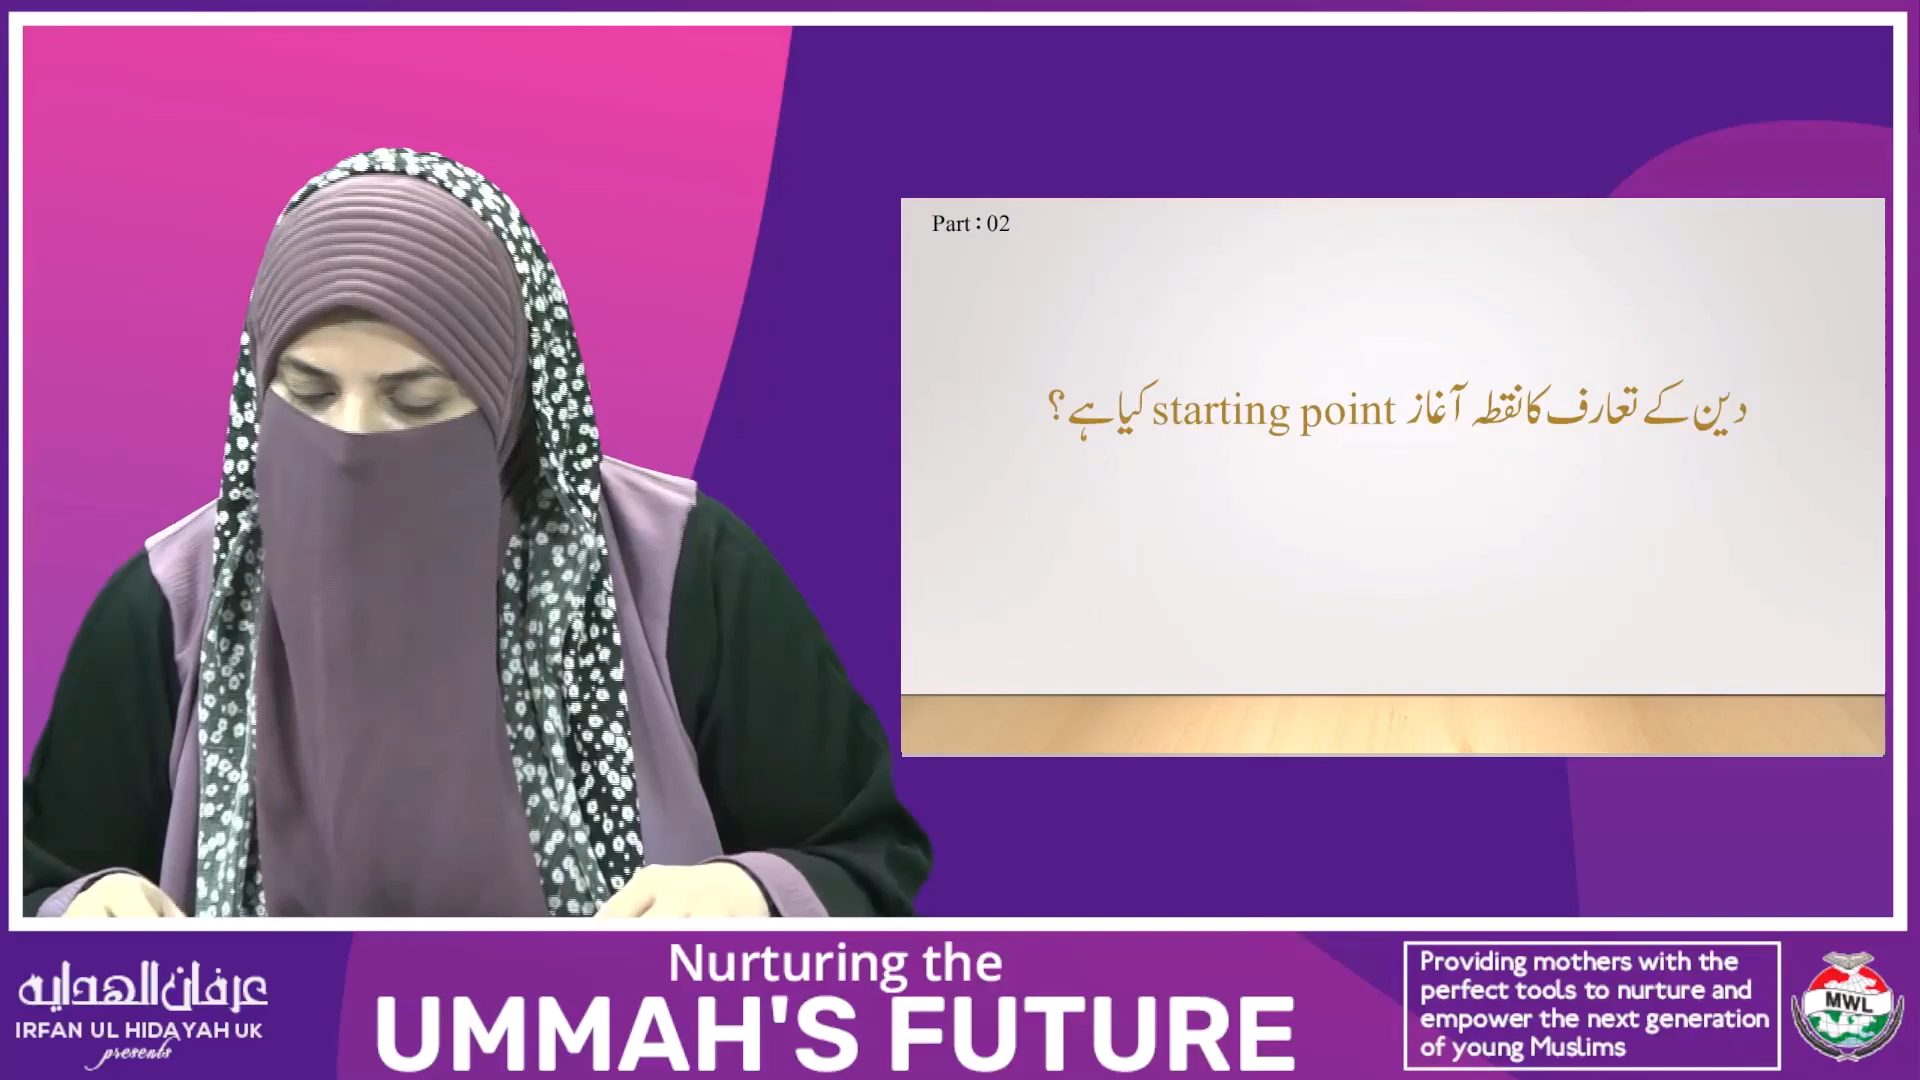 Part : 02
دین کے تعارف کا نقطہ آغاز starting point کیا ہے؟
عرفان الهدايه
IRFAN UL HIDAYAH UK
presents
Nurturing the
UMMAH'S FUTURE
Providing mothers with the
perfect tools to nurture and
empower the next generation
of young Muslims
MWL